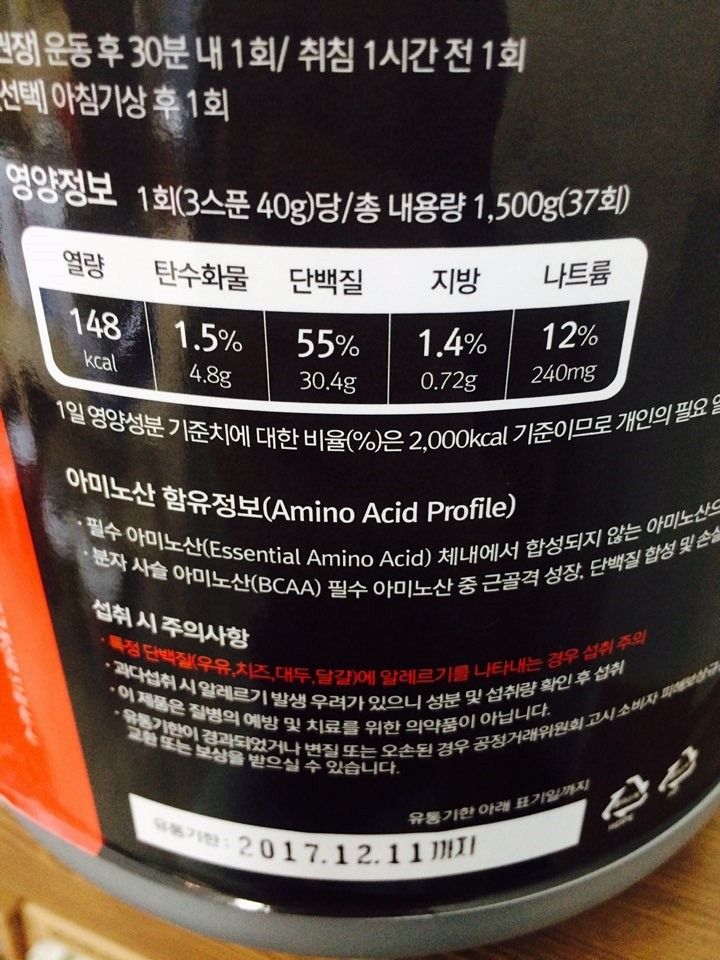 [권장] 운동 후 30분 내 1회/ 취침 1시간 전 1회
[선택] 아침기상 후 1회
영양정보 1회(3스푼 40g)당/총 내용량 1,500g(37회)
열량 탄수화물 단백질 지방 나트륨
148 1.5% 55% 1.4% 12%
kcal 4.8g 30.4g 0.72g 240mg
1일 영양성분 기준치에 대한 비율(%)은 2,000kcal 기준이므로 개인의 필요
아미노산 함유정보(Amino Acid Profile)
· 필수 아미노산(Essential Amino Acid) 체내에서 합성되지 않는 아미노산으
· 분자 사슬 아미노산(BCAA) 필수 아미노산 중 근골격 성장, 단백질 합성 및 손실
섭취 시 주의사항
· 특정 단백질(우유,치즈,대두,달걀)에 알레르기를 나타내는 경우 섭취 주의
· 과다섭취 시 알레르기 발생 우려가 있으니 성분 및 섭취량 확인 후 섭취
· 이 제품은 질병의 예방 및 치료를 위한 의약품이 아닙니다.
· 유통기한이 경과되었거나 변질 또는 오손된 경우 공정거래위원회 고시 소비자 피해보상규
교환 또는 보상을 받으실 수 있습니다.
유통기한 아래 표기일까지
유통기한 : 2017.12.11까지
HDPE